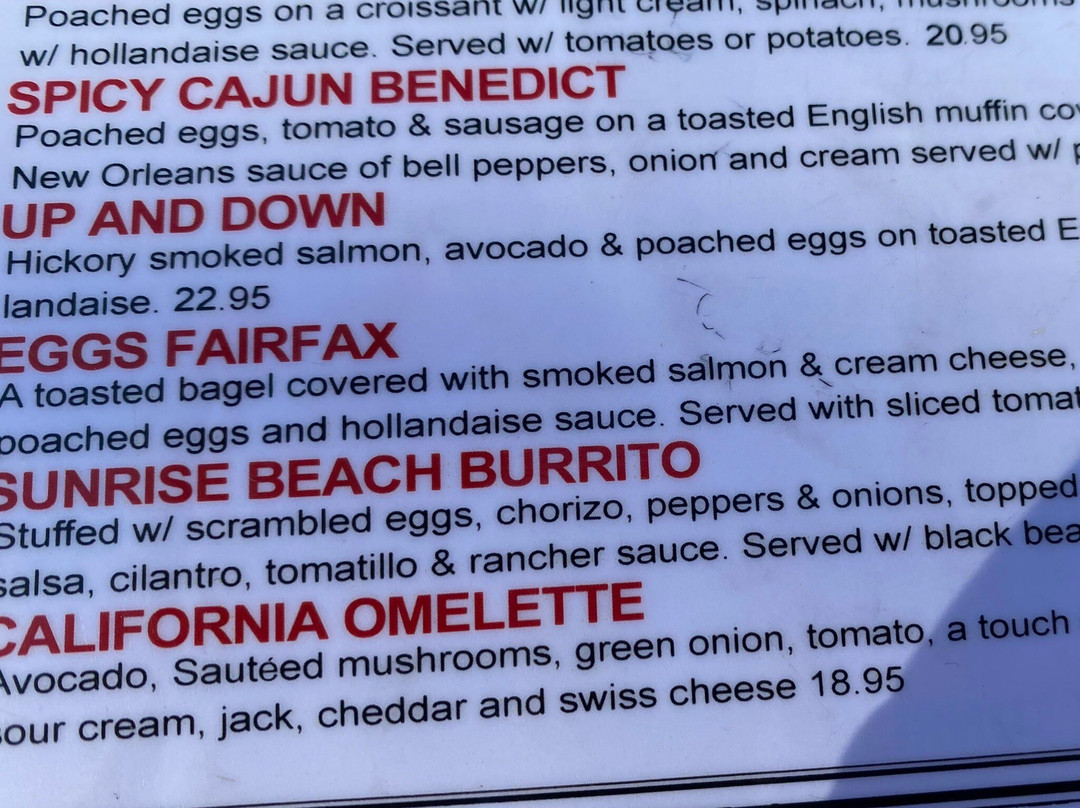 Poached eggs on a croissant w/ light cream, spinach, mushrooms
w/ hollandaise sauce. Served w/ tomatoes or potatoes. 20.95
SPICY CAJUN BENEDICT
Poached eggs, tomato & sausage on a toasted English muffin
New Orleans sauce of bell peppers, onion and cream served w/
UP AND DOWN
Hickory smoked salmon, avocado & poached eggs on toasted E
landaise. 22.95
EGGS FAIRFAX
A toasted bagel covered with smoked salmon & cream cheese,
poached eggs and hollandaise sauce. Served with sliced tomat
SUNRISE BEACH BURRITO
Stuffed w/ scrambled eggs, chorizo, peppers & onions, topped
salsa, cilantro, tomatillo & rancher sauce. Served w/ black bea
CALIFORNIA OMELETTE
Avocado, Sautéed mushrooms, green onion, tomato, a touch
sour cream, jack, cheddar and swiss cheese 18.95